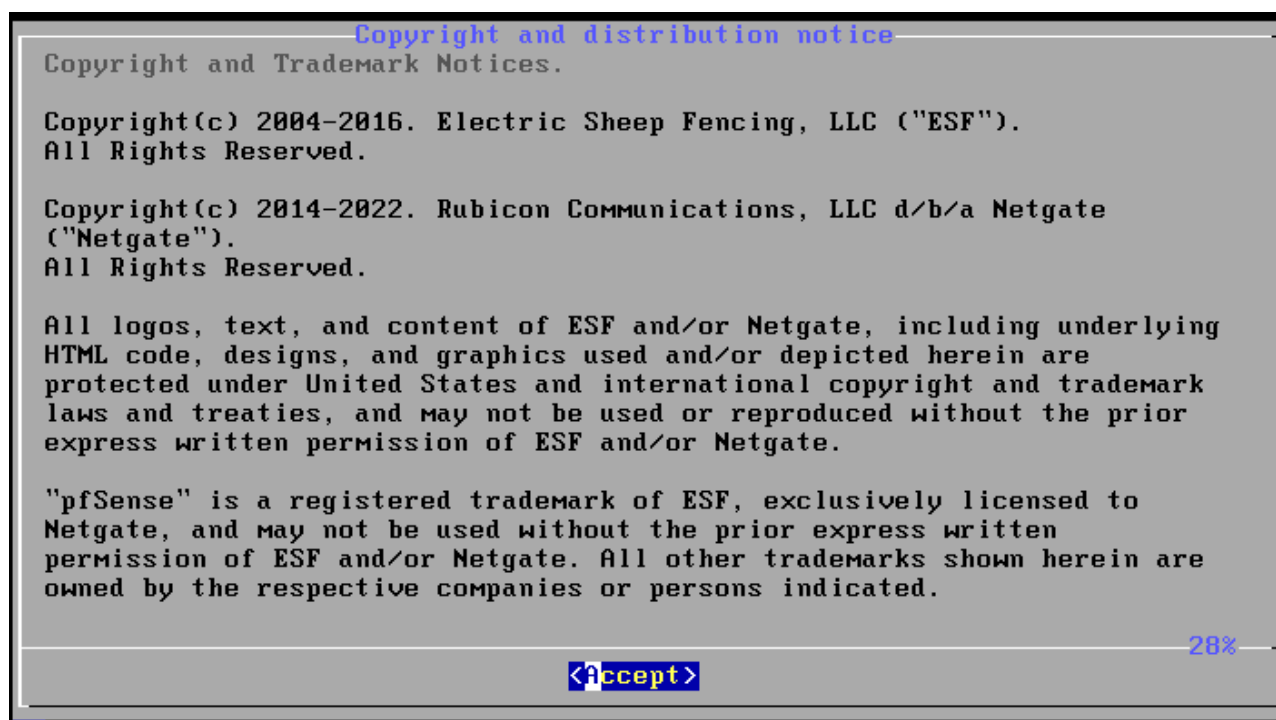 Copyright and distribution notice
Copyright and Trademark Notices.
Copyright(c) 2004-2016. Electric Sheep Fencing, LLC ("ESF").
All Rights Reserved.
Copyright(c) 2014-2022. Rubicon Communications, LLC d/b/a Netgate
("Netgate").
All Rights Reserved.
All logos, text, and content of ESF and/or Netgate, including underlying
HTML code, designs, and graphics used and/or depicted herein are
protected under United States and international copyright and trademark
laws and treaties, and may not be used or reproduced without the prior
express written permission of ESF and/or Netgate.
"pfSense" is a registered trademark of ESF, exclusively licensed to
Netgate, and may not be used without the prior express written
permission of ESF and/or Netgate. All other trademarks shown herein are
owned by the respective companies or persons indicated.
28%
<Accept>